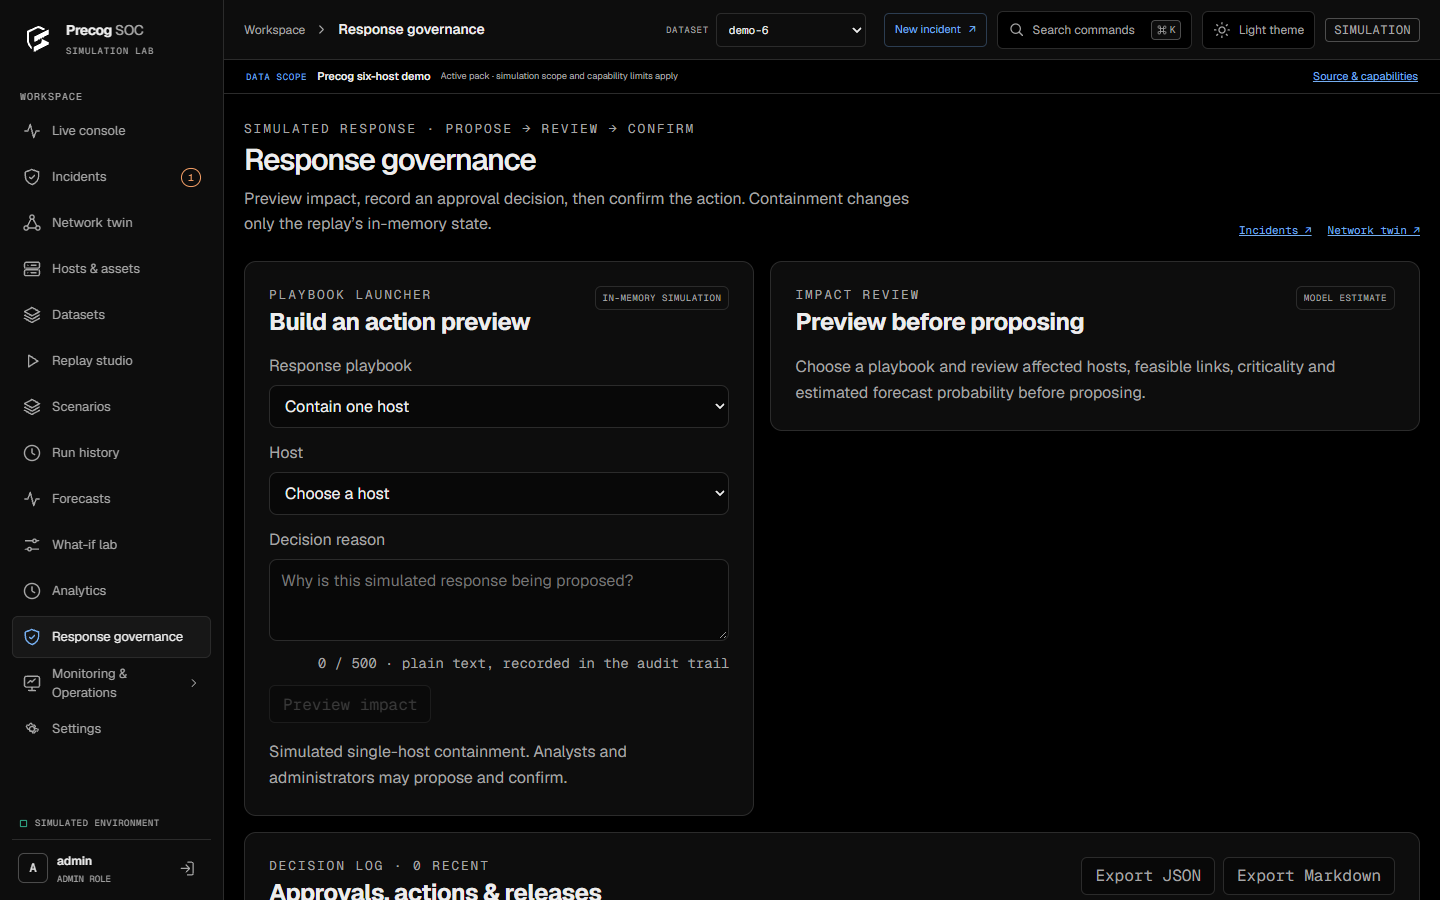 Precog SOC
SIMULATION LAB
WORKSPACE
Live console
Incidents
1
Network twin
Hosts & assets
Datasets
Replay studio
Scenarios
Run history
Forecasts
What-if lab
Analytics
Response governance
Monitoring &
Operations
Settings
SIMULATED ENVIRONMENT
A
admin
ADMIN ROLE
Workspace > Response governance
DATASET
demo-6
New incident ↗
Search commands
⌘ K
Light theme
SIMULATION
DATA SCOPE Precog six-host demo Active pack · simulation scope and capability limits apply
Source & capabilities
SIMULATED RESPONSE · PROPOSE → REVIEW → CONFIRM
Response governance
Preview impact, record an approval decision, then confirm the action. Containment changes
only the replay’s in-memory state.
Incidents ↗ Network twin ↗
PLAYBOOK LAUNCHER
IN-MEMORY SIMULATION
Build an action preview
Response playbook
Contain one host
Host
Choose a host
Decision reason
Why is this simulated response being proposed?
0 / 500 · plain text, recorded in the audit trail
Preview impact
Simulated single-host containment. Analysts and
administrators may propose and confirm.
IMPACT REVIEW
MODEL ESTIMATE
Preview before proposing
Choose a playbook and review affected hosts, feasible links, criticality and
estimated forecast probability before proposing.
DECISION LOG · 0 RECENT
Approvals, actions & releases
Export JSON
Export Markdown